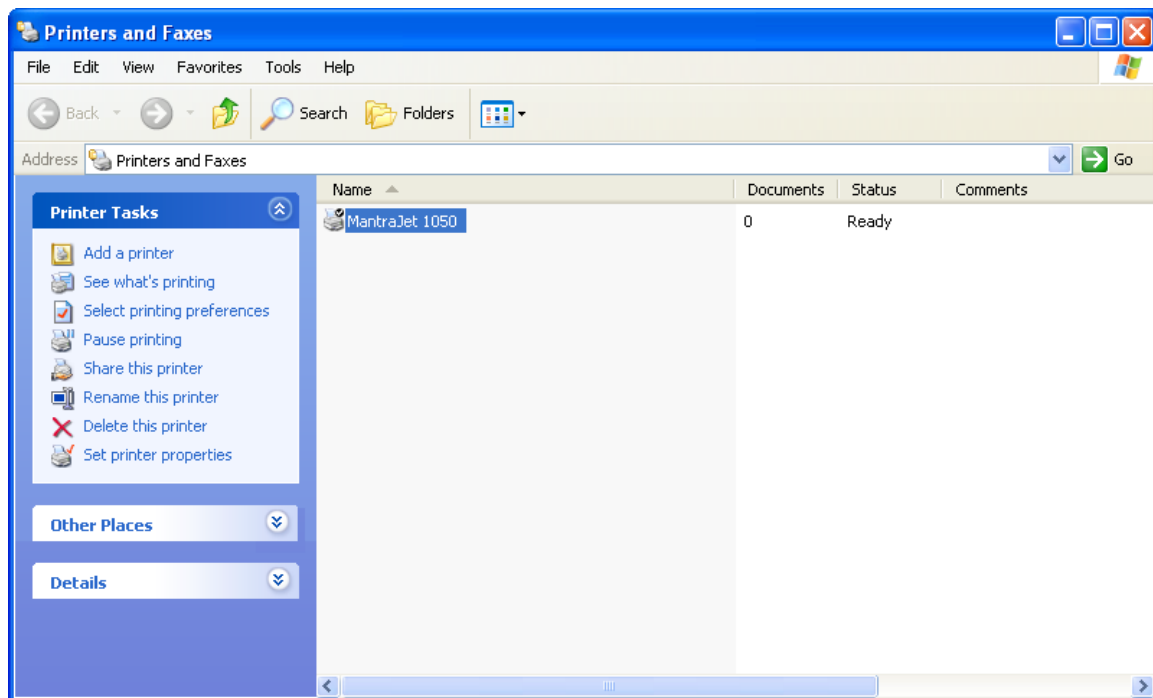 Printers and Faxes
File Edit View Favorites Tools Help
Back Search Folders
Address Printers and Faxes Go
Printer Tasks
Add a printer
See what's printing
Select printing preferences
Pause printing
Share this printer
Rename this printer
Delete this printer
Set printer properties
Other Places
Details
Name Documents Status Comments
MantraJet 1050 0 Ready